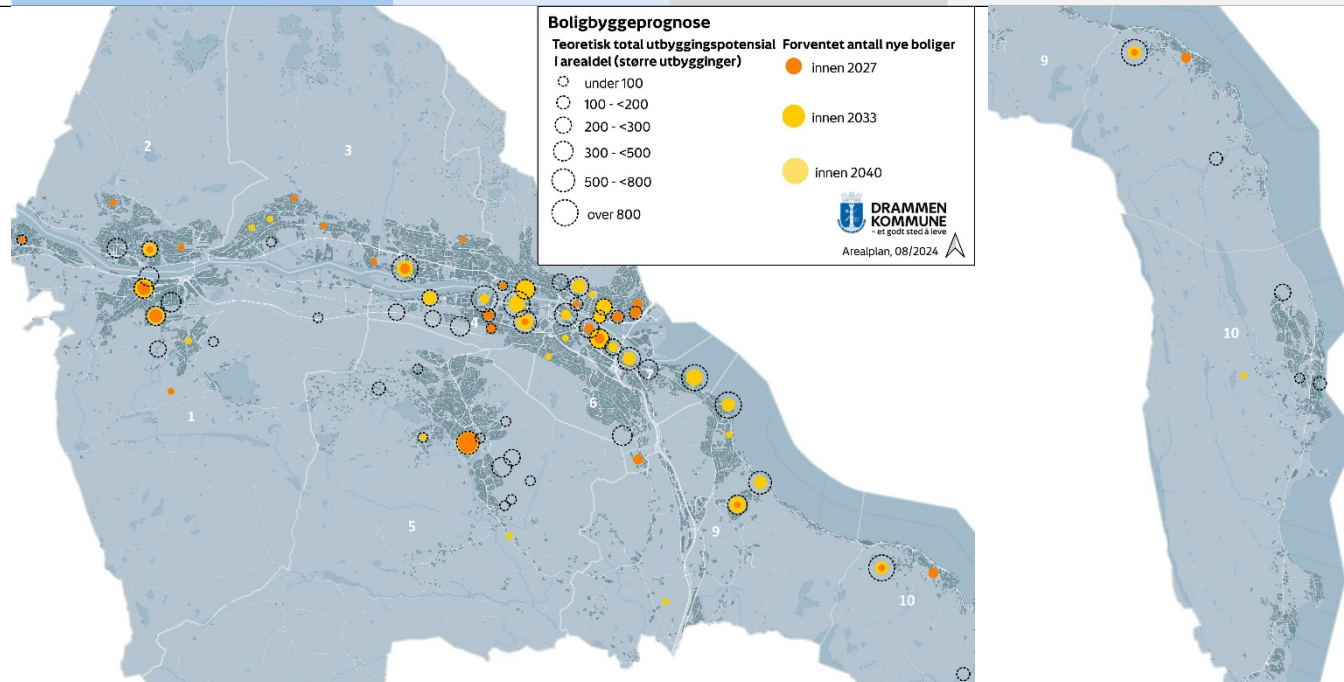 Boligbyggeprognose
Teoretisk total utbyggingspotensial
i arealdel (større utbygginger)
under 100
100 - <200
200 - <300
300 - <500
500 - <800
over 800
Forventet antall nye boliger
innen 2027
innen 2033
innen 2040
DRAMMEN
KOMMUNE
- et godt sted å leve
Arealplan, 08/2024
2
3
4
7
6
1
5
9
10
9
10